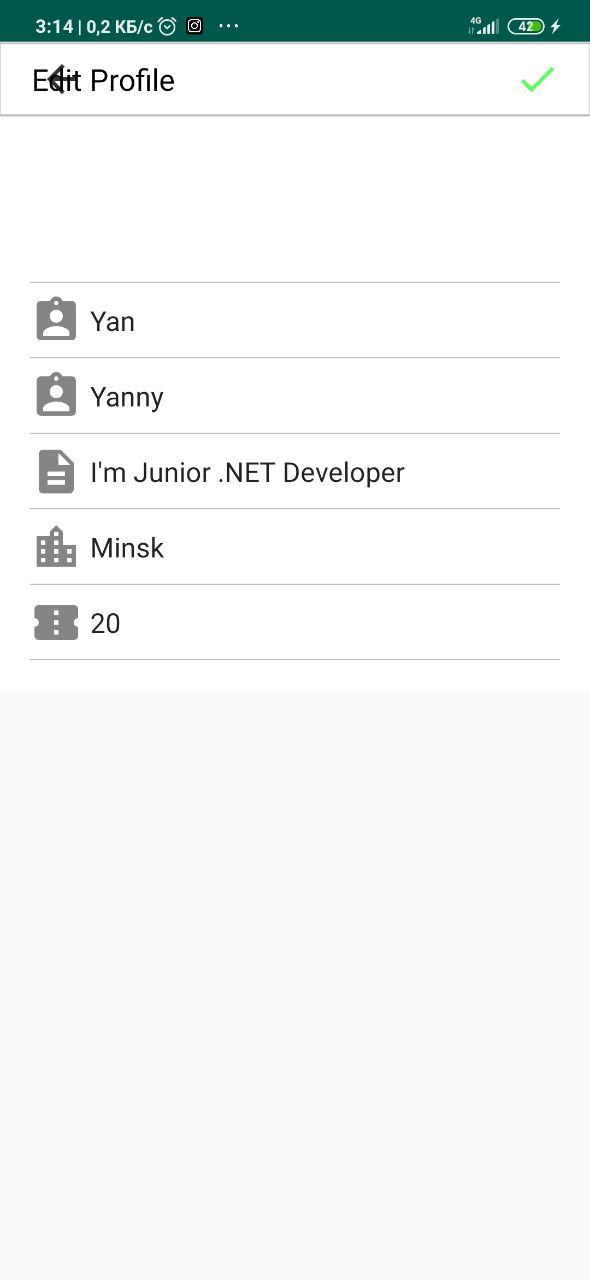 3:14 | 0,2 КБ/с ···
4G
42
Edit Profile
Yan
Yanny
I'm Junior .NET Developer
Minsk
20